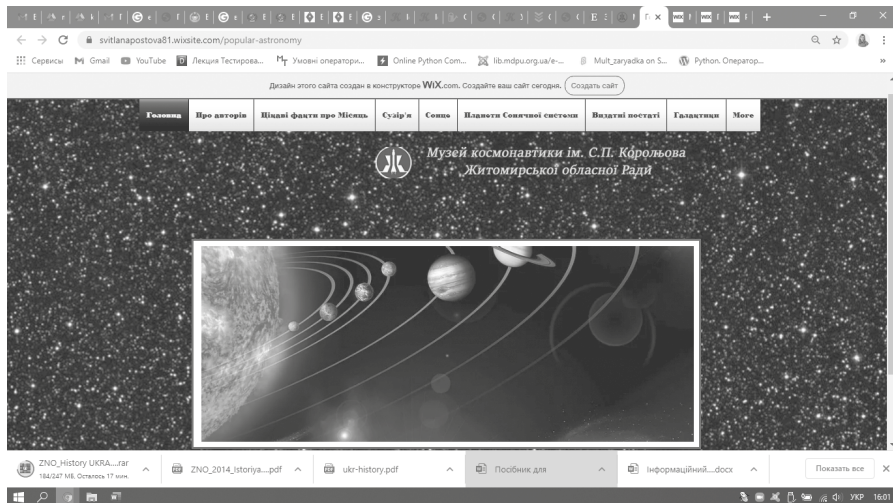 svitlanapostova81.wixsite.com/popular-astronomy
Сервисы Gmail YouTube Лекция Тестирова... Умовні оператори... Online Python Com... lib.mdpu.org.ua/e-... Mult_zaryadka on S... Python. Оператор...
Дизайн этого сайта создан в конструкторе WiX.com. Создайте ваш сайт сегодня. Создать сайт
Головна Про авторів Цікаві факти про Місяць Сузір'я Сонце Планети Сонячної системи Видатні постаті Галактики More
Музей космонавтики ім. С.П. Корольова
Житомирської обласної Ради
ZNO_History UKRA....rar
184/247 МБ, Осталось 17 мин.
ZNO_2014_Istoriya....pdf
ukr-history.pdf
Посібник для
інформаційний....docx
Показать все
УКР 16:01